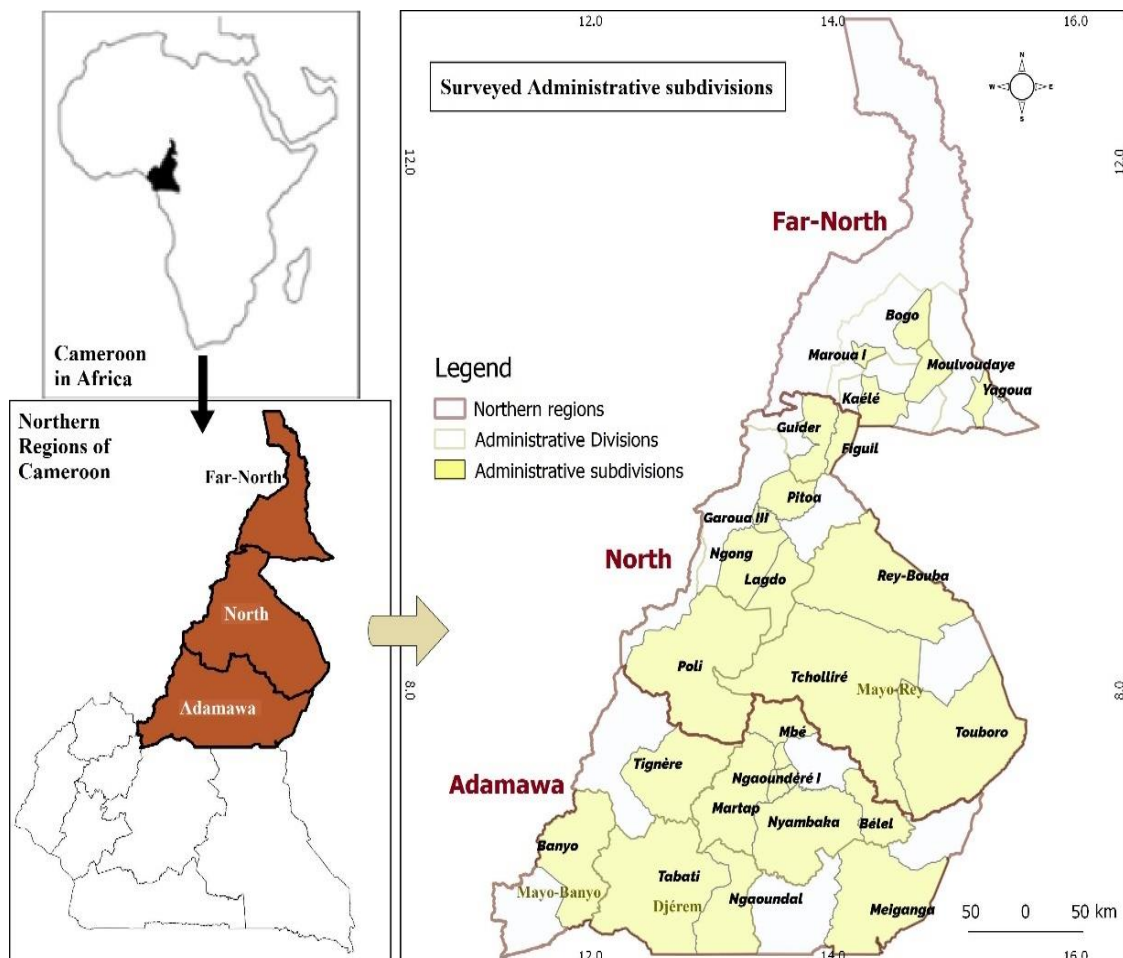 Cameroon
in Africa
Northern
Regions of
Cameroon
Far-North
North
Adamawa
12.0
14.0
16.0
Surveyed Administrative subdivisions
N
W
E
S
12.0
12.0
Far-North
Bogo
Maroua I
Moulvoudaye
Yagoua
Kaélé
Legend
Northern regions
Administrative Divisions
Administrative subdivisions
Guider
Figuil
Pitoa
Garoua III
North
Ngong
Lagdo
Rey-Bouba
Poli
Tcholliré
Mayo-Rey
8.0
8.0
Touboro
Mbé
Tignère
Adamawa
Ngaoundéré I
Martap
Nyambaka
Bélel
Banyo
Tabati
Mayo-Banyo
Djérem
Ngaoundal
Meiganga
50 0 50 km
12.0
14.0
16.0